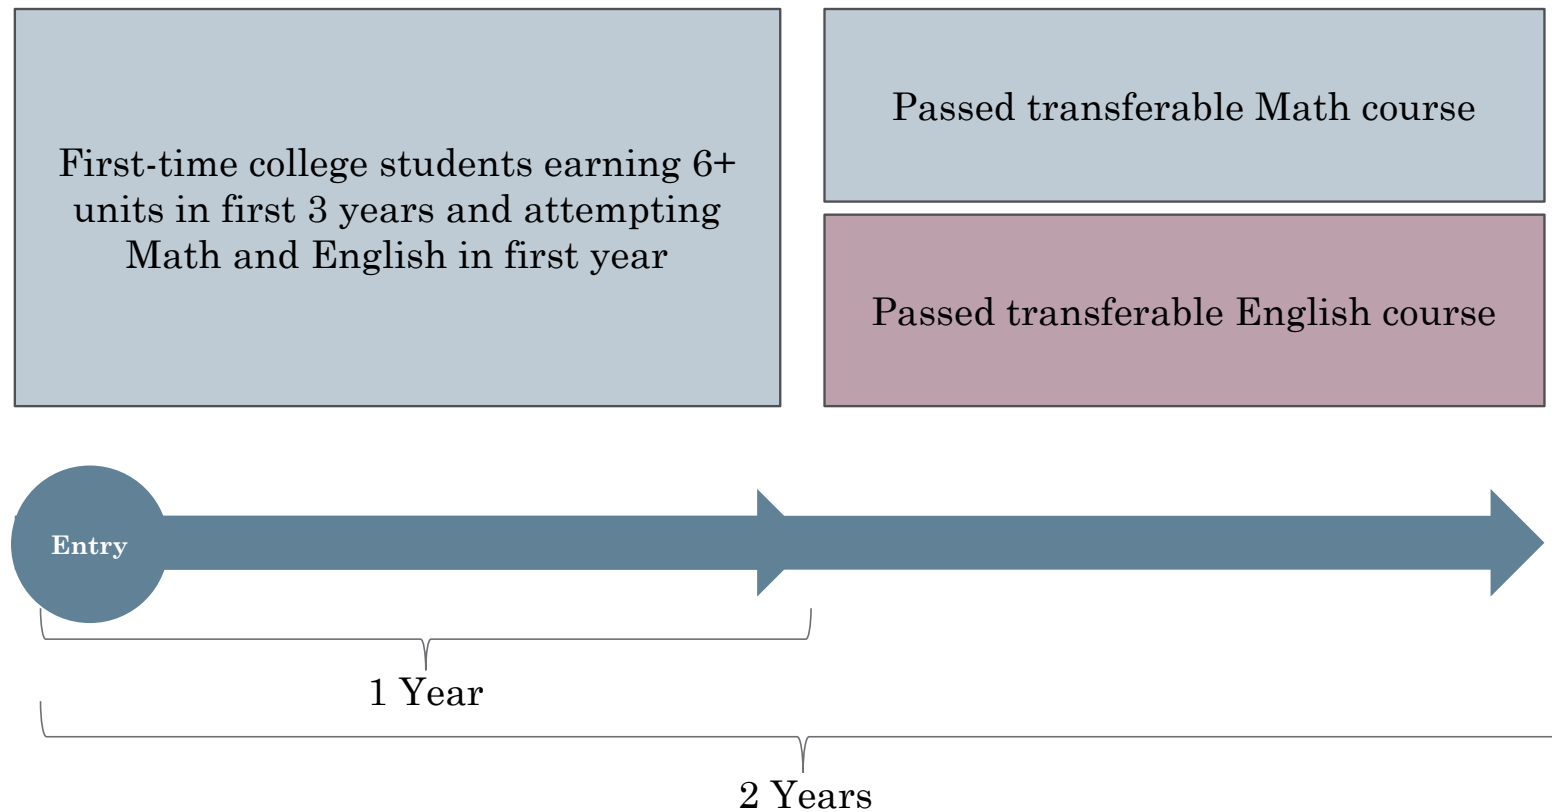 First-time college students earning 6+
units in first 3 years and attempting
Math and English in first year
Passed transferable Math course
Passed transferable English course
Entry
1 Year
2 Years